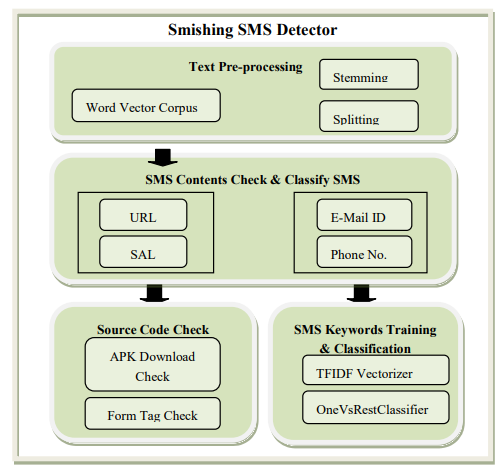 Smishing SMS Detector
Text Pre-processing
Stemming
Word Vector Corpus
Splitting
SMS Contents Check & Classify SMS
URL
SAL
E-Mail ID
Phone No.
Source Code Check
APK Download
Check
Form Tag Check
SMS Keywords Training
& Classification
TFIDF Vectorizer
OneVsRestClassifier